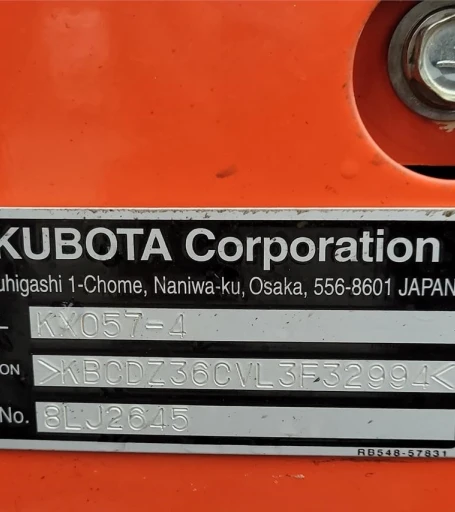 KUBOTA Corporation
uhigashi 1-Chome, Naniwa-ku, Osaka, 556-8601 JAPAN
L KX057-4
ON >KBCDZ36CVL3F32994<
No. 8LJ2645
RB548-57831